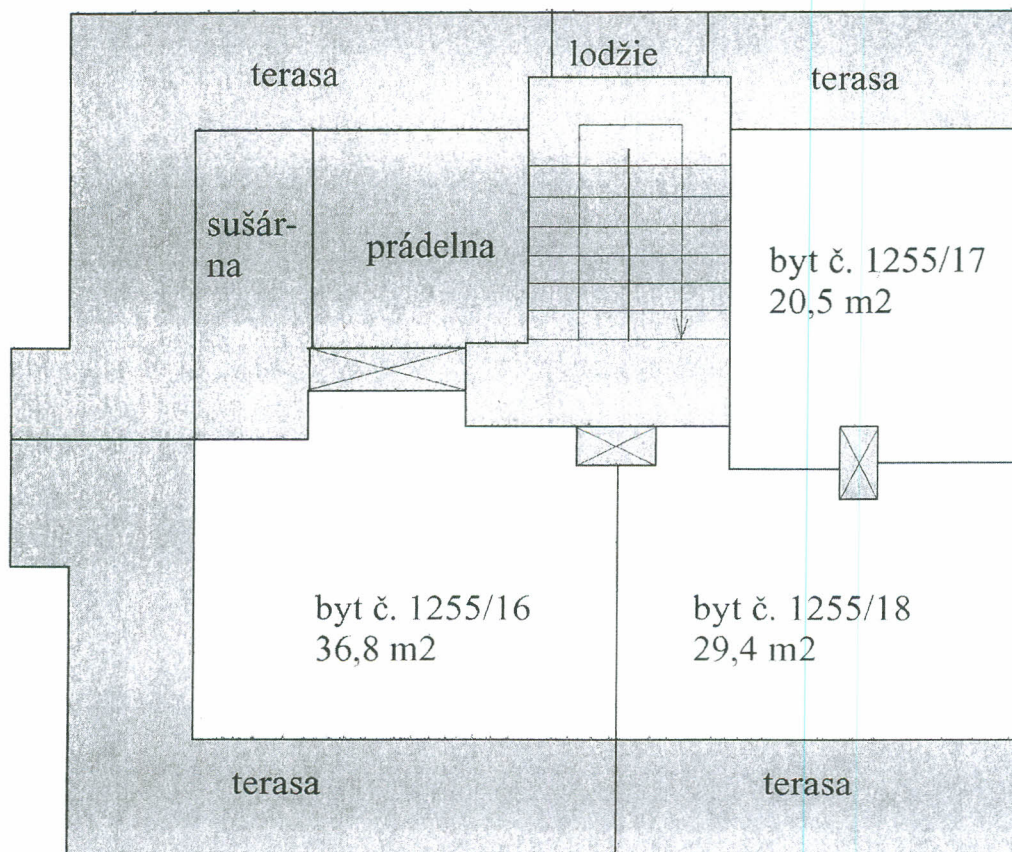 lodžie
terasa
terasa
sušár-
na
prádelna
byt č. 1255/17
20,5 m2
byt č. 1255/16
36,8 m2
byt č. 1255/18
29,4 m2
terasa
terasa